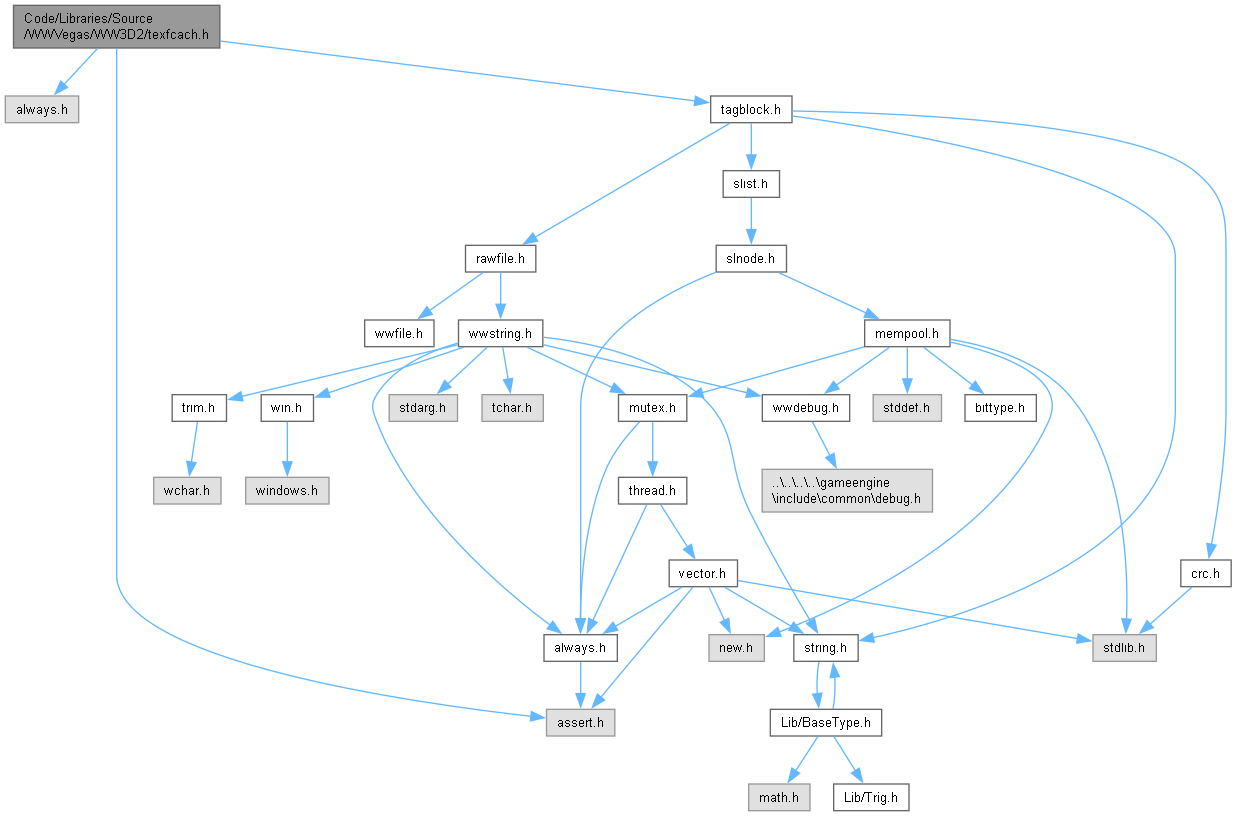 Code/Libraries/Source
/WWVegas/WW3D2/texfcach.h
always.h
tagblock.h
slist.h
rawfile.h
slnode.h
wwfile.h
wwstring.h
mempool.h
trim.h
win.h
stdarg.h
tchar.h
mutex.h
wwdebug.h
stddef.h
bittype.h
wchar.h
windows.h
thread.h
..\..\..\..\gameengine
\include\common\debug.h
vector.h
crc.h
always.h
new.h
string.h
stdlib.h
assert.h
Lib/BaseType.h
math.h
Lib/Trig.h